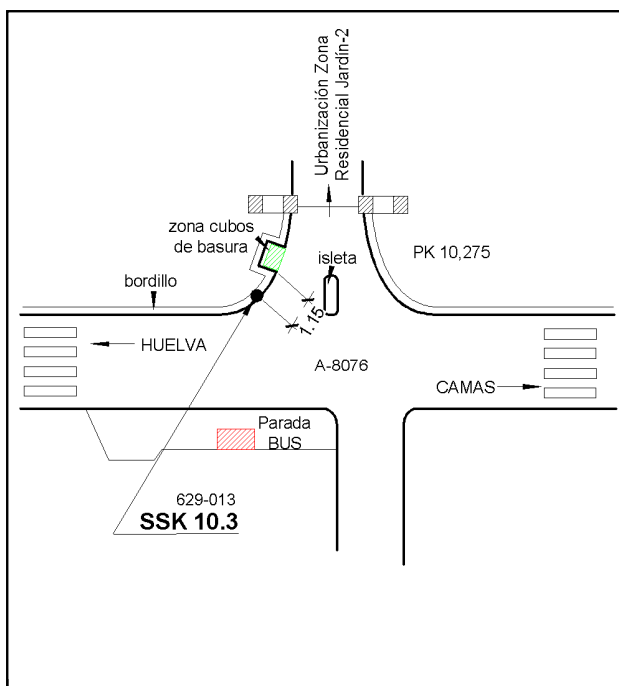 Urbanización Zona
Residencial Jardín-2
zona cubos
de basura
isleta
PK 10,275
bordillo
1.15
HUELVA
A-8076
CAMAS
Parada
BUS
629-013
SSK 10.3